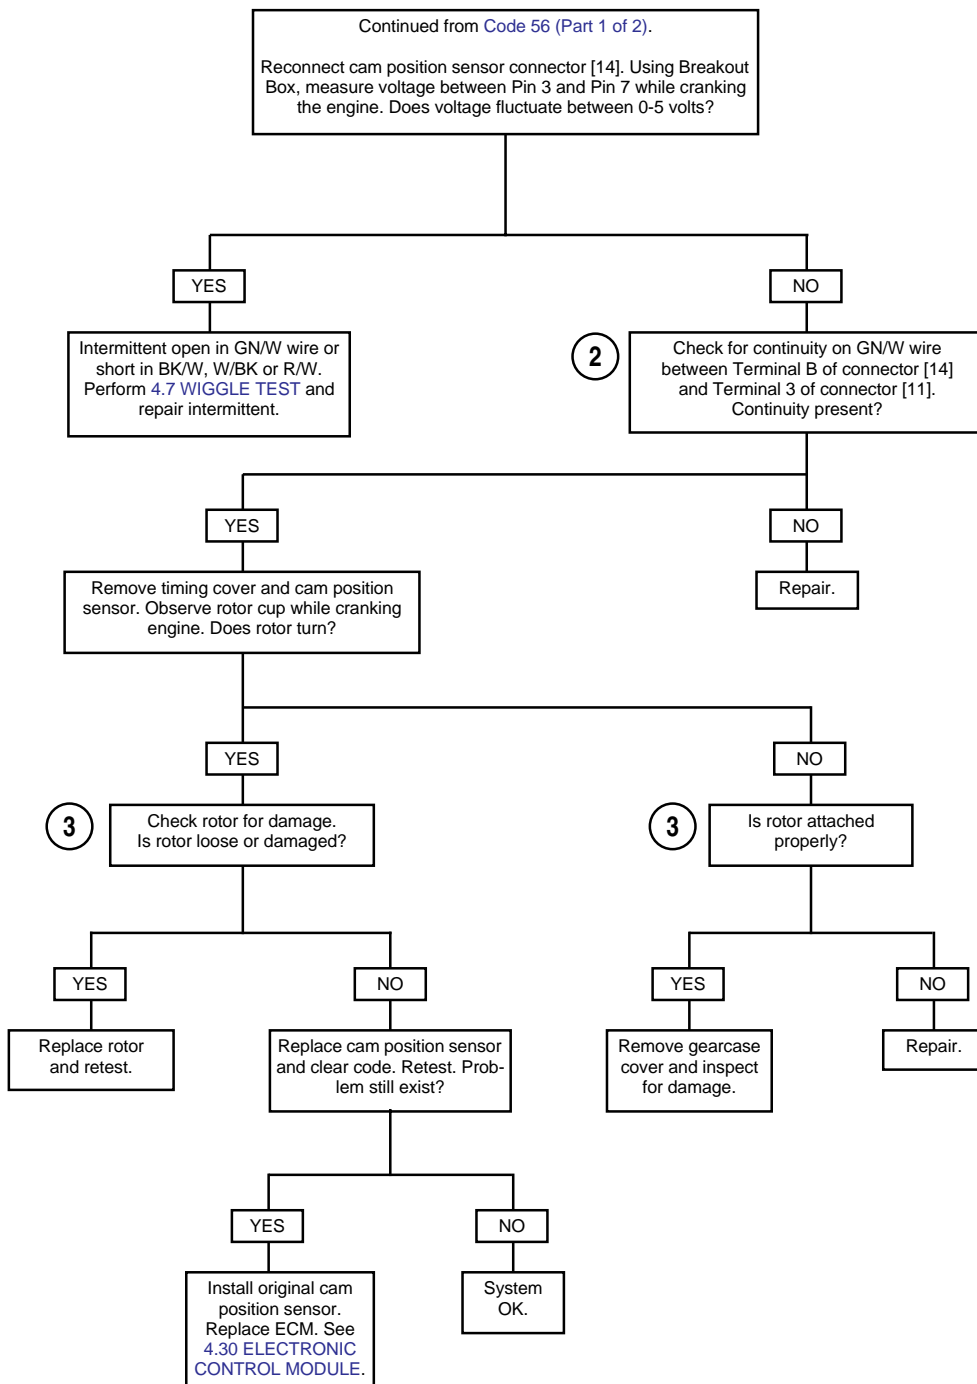 Continued from Code 56 (Part 1 of 2).
Reconnect cam position sensor connector [14]. Using Breakout
Box, measure voltage between Pin 3 and Pin 7 while cranking
the engine. Does voltage fluctuate between 0-5 volts?
YES
NO
Intermittent open in GN/W wire or
short in BK/W, W/BK or R/W.
Perform 4.7 WIGGLE TEST and
repair intermittent.
2
Check for continuity on GN/W wire
between Terminal B of connector [14]
and Terminal 3 of connector [11].
Continuity present?
YES
NO
Remove timing cover and cam position
sensor. Observe rotor cup while cranking
engine. Does rotor turn?
Repair.
YES
NO
3
Check rotor for damage.
Is rotor loose or damaged?
3
Is rotor attached
properly?
YES
NO
YES
NO
Replace rotor
and retest.
Replace cam position sensor
and clear code. Retest. Prob-
lem still exist?
Remove gearcase
cover and inspect
for damage.
Repair.
YES
NO
Install original cam
position sensor.
Replace ECM. See
4.30 ELECTRONIC
CONTROL MODULE.
System
OK.